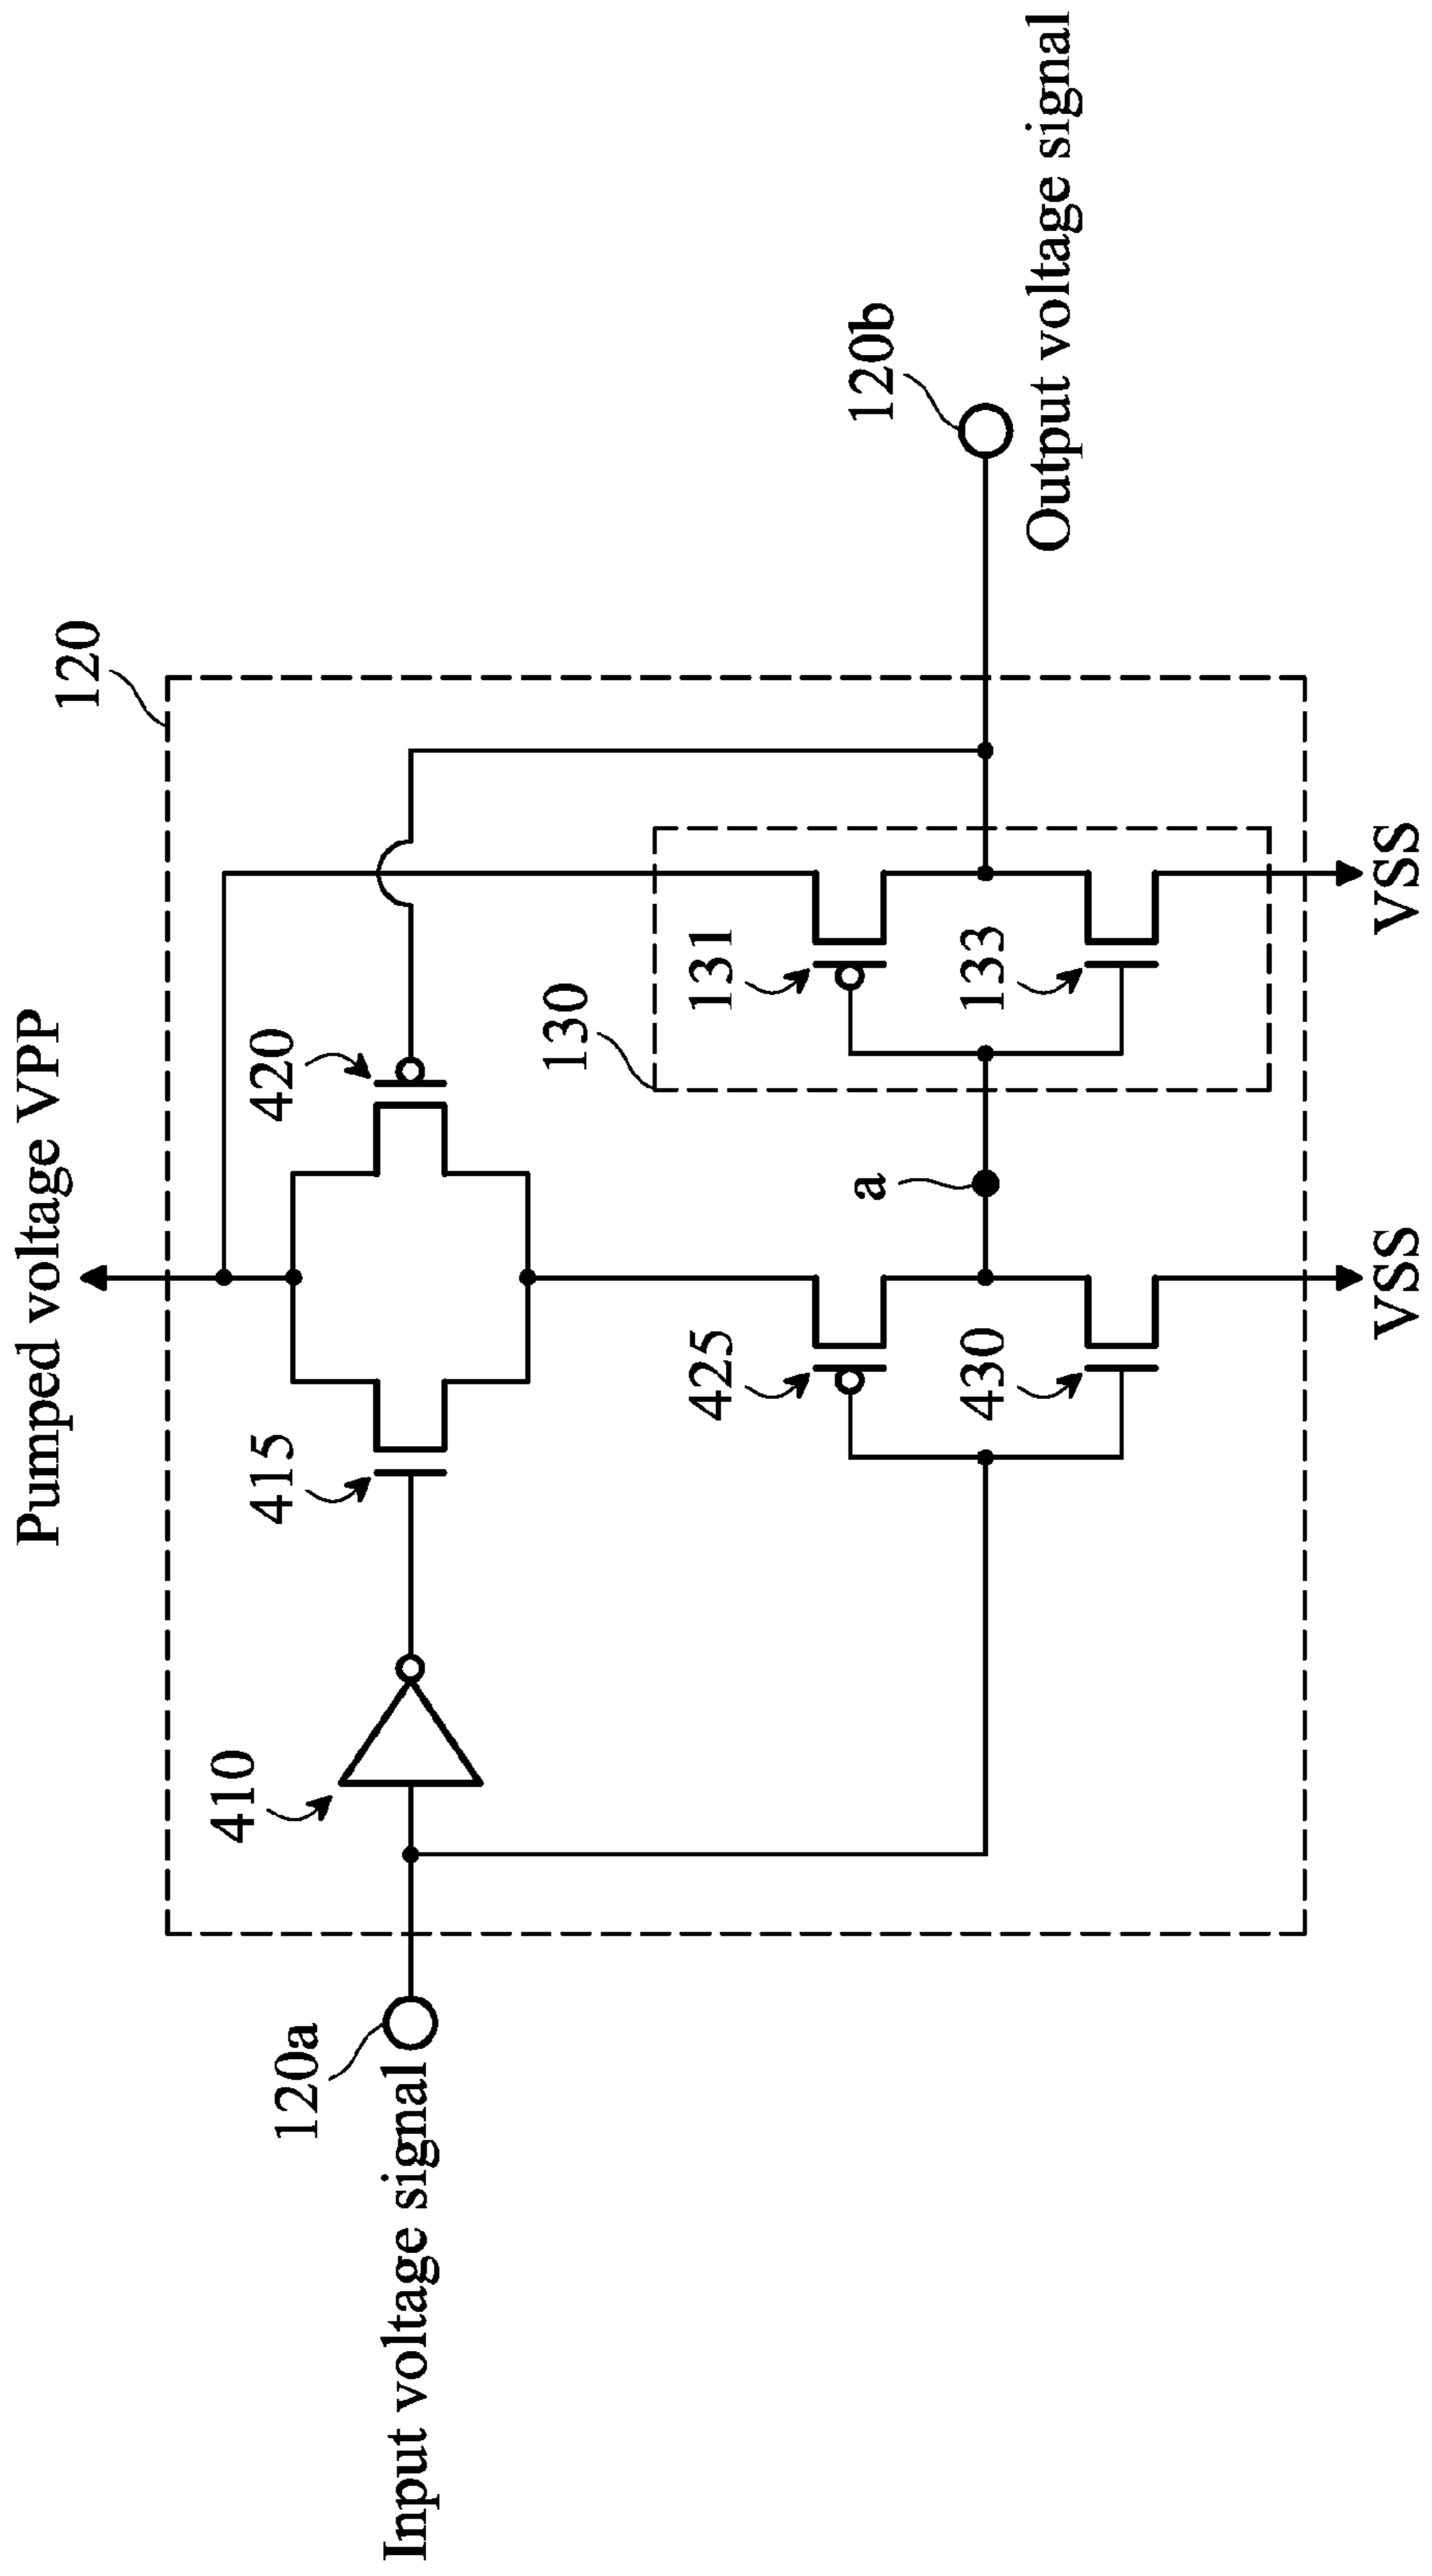 Pumped voltage VPP
120
410
415
420
130
120a
Input voltage signal
425
131
430
a
133
120b
Output voltage signal
VSS
VSS